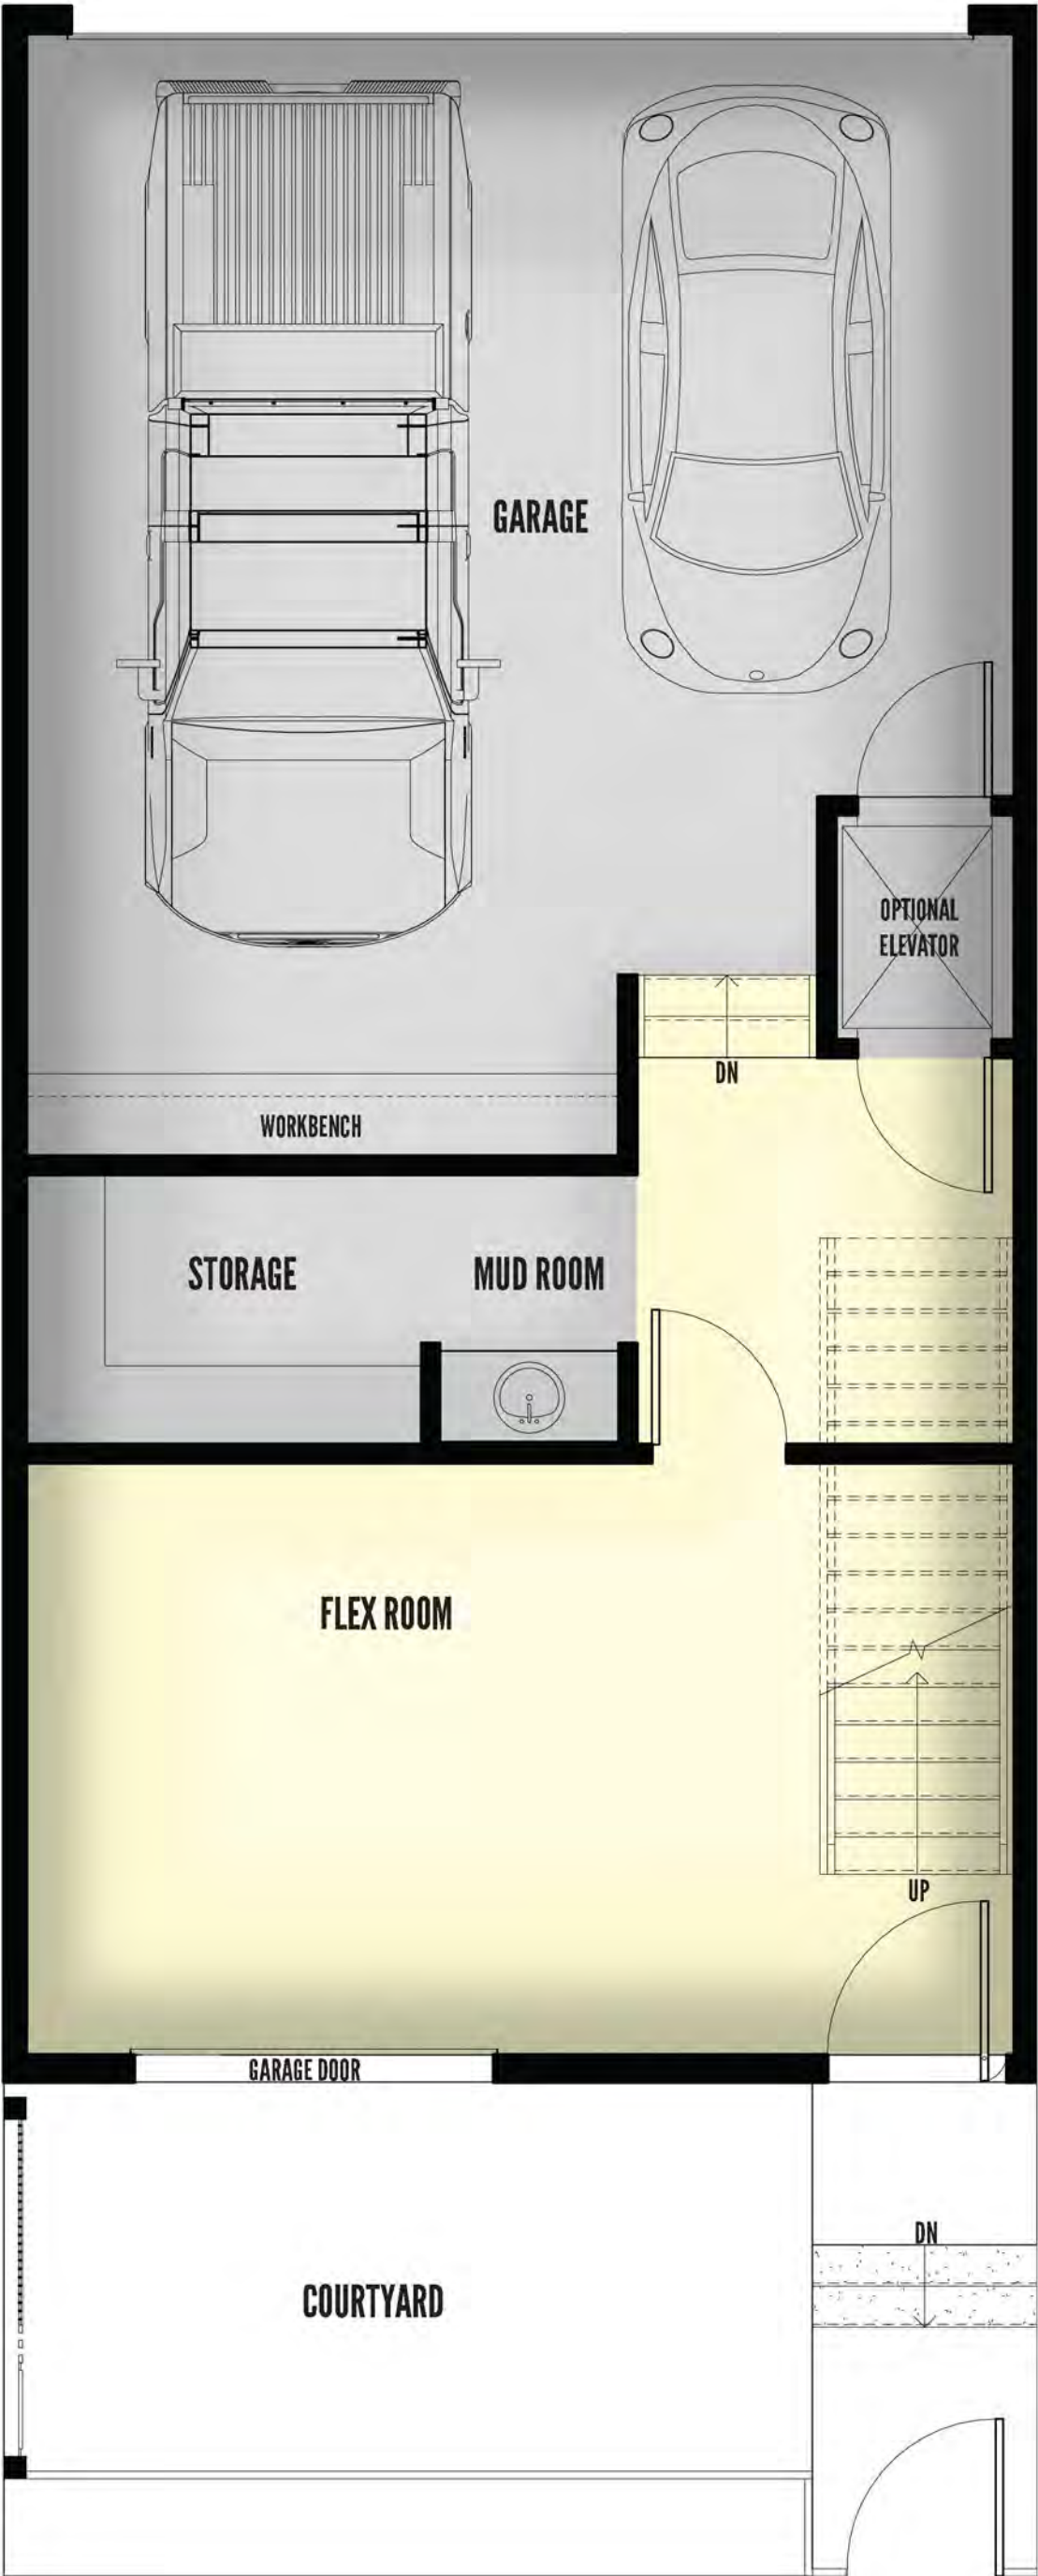 GARAGE
OPTIONAL
ELEVATOR
DN
WORKBENCH
STORAGE
MUD ROOM
FLEX ROOM
UP
GARAGE DOOR
DN
COURTYARD